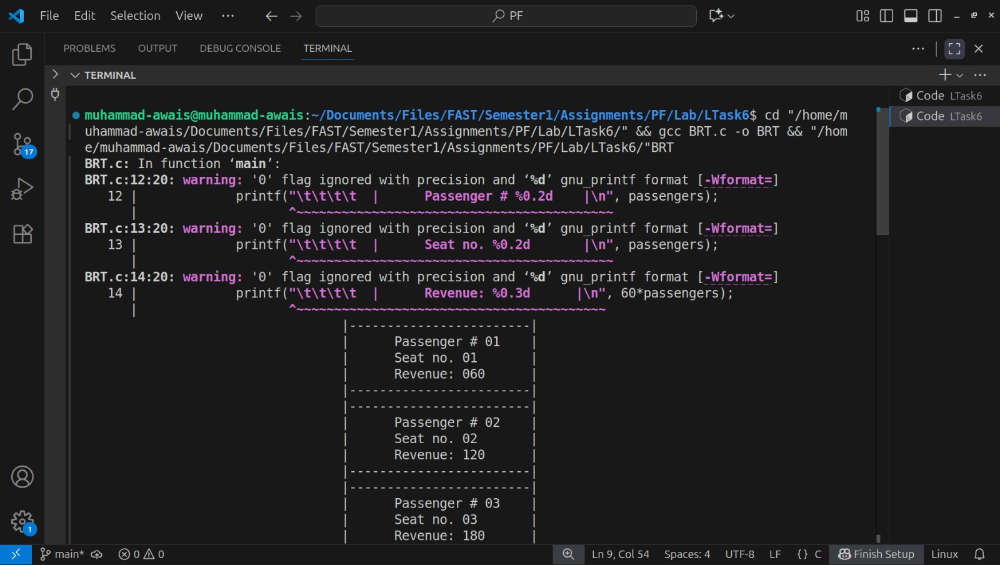 File Edit Selection View ··· PF
PROBLEMS OUTPUT DEBUG CONSOLE TERMINAL
TERMINAL
muhammad-awais@muhammad-awais:~/Documents/Files/FAST/Semester1/Assignments/PF/Lab/LTask6$ cd "/home/m
uhammad-awais/Documents/Files/FAST/Semester1/Assignments/PF/Lab/LTask6/" && gcc BRT.c -o BRT && "/hom
e/muhammad-awais/Documents/Files/FAST/Semester1/Assignments/PF/Lab/LTask6/"BRT
BRT.c: In function ‘main’:
BRT.c:12:20: warning: '0' flag ignored with precision and ‘%d’ gnu_printf format [-Wformat=]
   12 |             printf("\t\t\t\t  |      Passenger # %0.2d    |\n", passengers);
      |                    ^~~~~~~~~~~~~~~~~~~~~~~~~~~~~~~~~~~~~~~~~~~
BRT.c:13:20: warning: '0' flag ignored with precision and ‘%d’ gnu_printf format [-Wformat=]
   13 |             printf("\t\t\t\t  |      Seat no. %0.2d       |\n", passengers);
      |                    ^~~~~~~~~~~~~~~~~~~~~~~~~~~~~~~~~~~~~~~~~~~
BRT.c:14:20: warning: '0' flag ignored with precision and ‘%d’ gnu_printf format [-Wformat=]
   14 |             printf("\t\t\t\t  |      Revenue: %0.3d      |\n", 60*passengers);
      |                    ^~~~~~~~~~~~~~~~~~~~~~~~~~~~~~~~~~~~~~~~~~
|------------------------|
|      Passenger # 01    |
|      Seat no. 01       |
|      Revenue: 060      |
|------------------------|
|------------------------|
|      Passenger # 02    |
|      Seat no. 02       |
|      Revenue: 120      |
|------------------------|
|------------------------|
|      Passenger # 03    |
|      Seat no. 03       |
|      Revenue: 180      |
Code LTask6
Code LTask6
17
1
main* 0 0 Ln 9, Col 54 Spaces: 4 UTF-8 LF {} C Finish Setup Linux